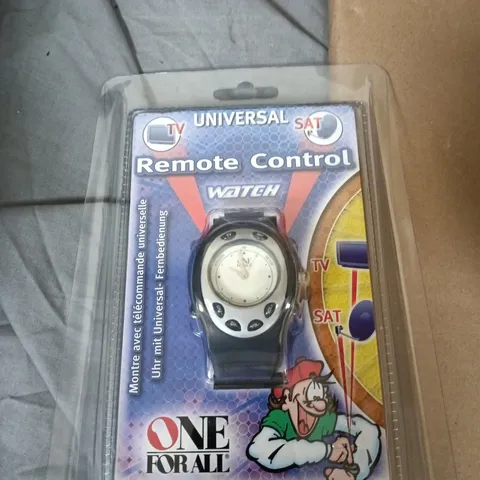 UNIVERSAL
TV
SAT
Remote Control
WATCH
Montre avec télécommande universelle
Uhr mit Universal- Fernbedienung
TV
SAT
ONE
FOR ALL®